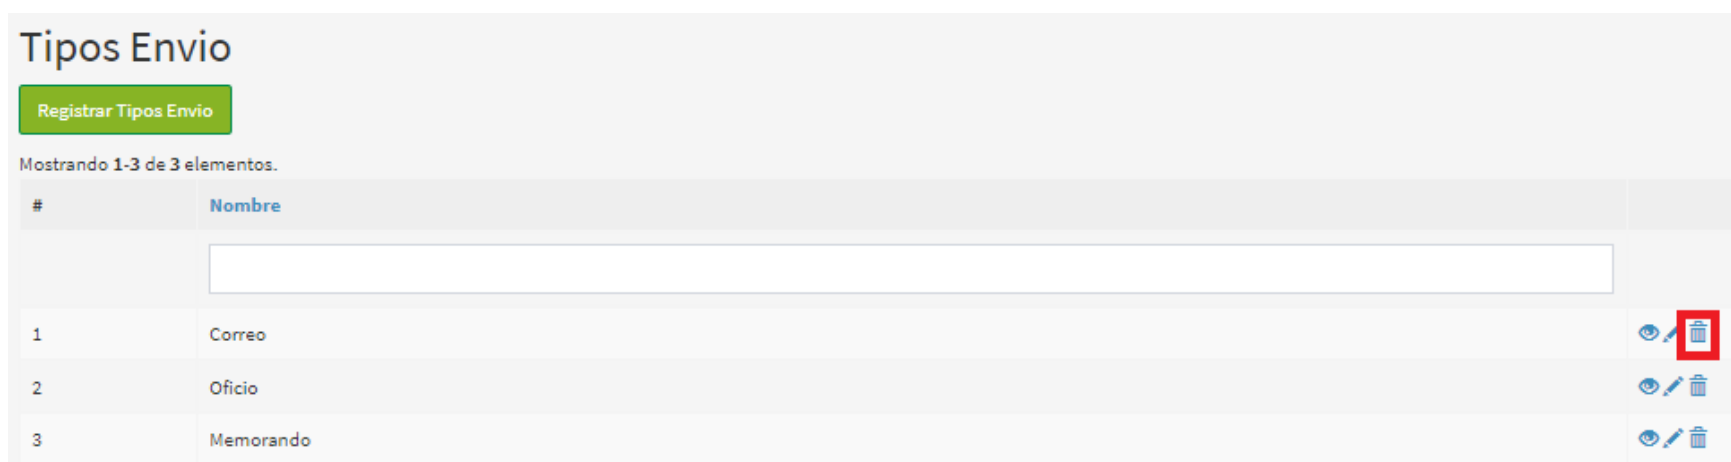 Tipos Envio
Registrar Tipos Envio
Mostrando 1-3 de 3 elementos.
# Nombre
1 Correo
2 Oficio
3 Memorando